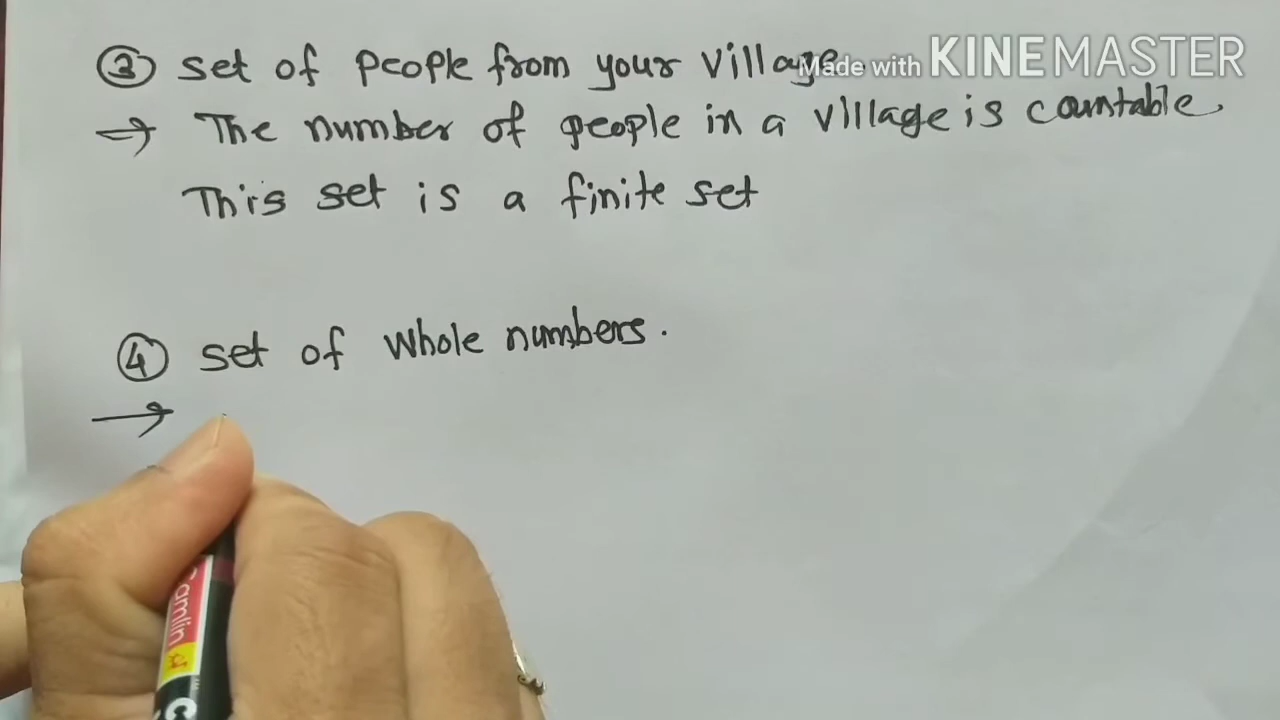 ③ set of people from your village
Made with KINEMASTER
→ The number of people in a village is countable.
This set is a finite set
④ set of whole numbers.
→
Camlin